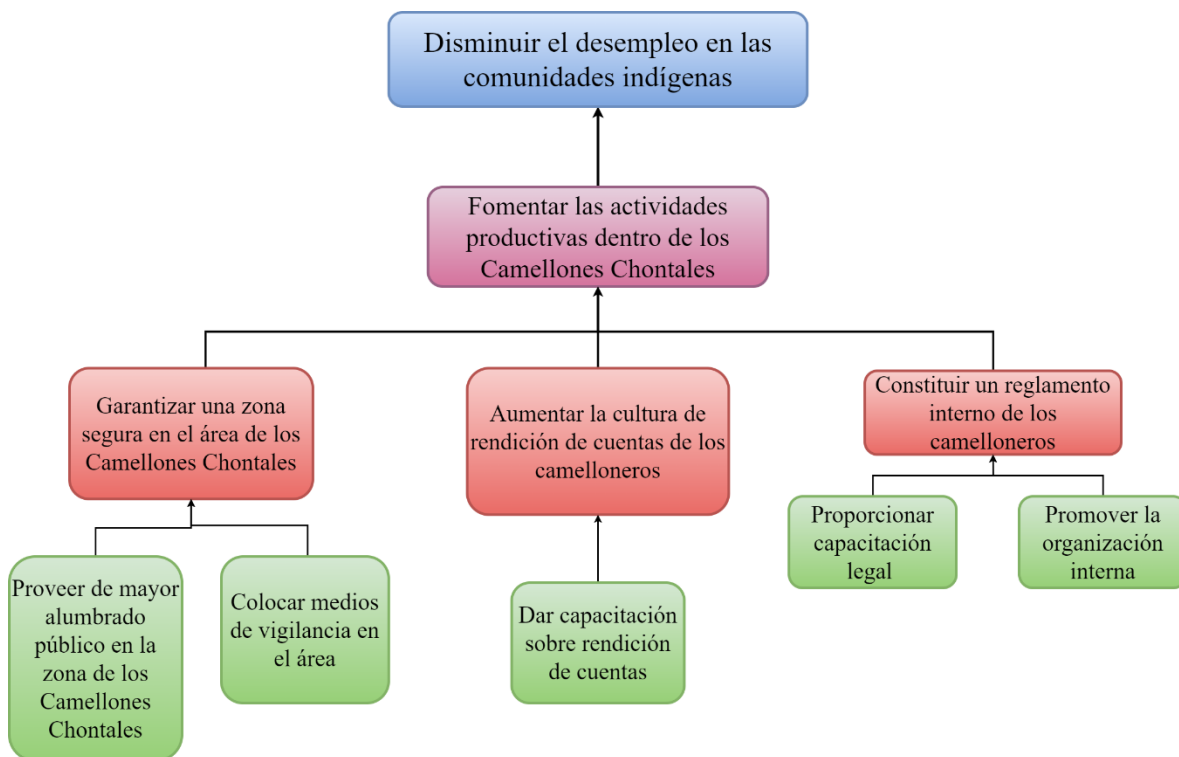 Disminuir el desempleo en las
comunidades indígenas
Fomentar las actividades
productivas dentro de los
Camellones Chontales
Garantizar una zona
segura en el área de los
Camellones Chontales
Aumentar la cultura de
rendición de cuentas de los
camelloneros
Constituir un reglamento
interno de los
camelloneros
Proveer de mayor
alumbrado
público en la
zona de los
Camellones
Chontales
Colocar medios
de vigilancia en
el área
Dar capacitación
sobre rendición
de cuentas
Proporcionar
capacitación
legal
Promover la
organización
interna